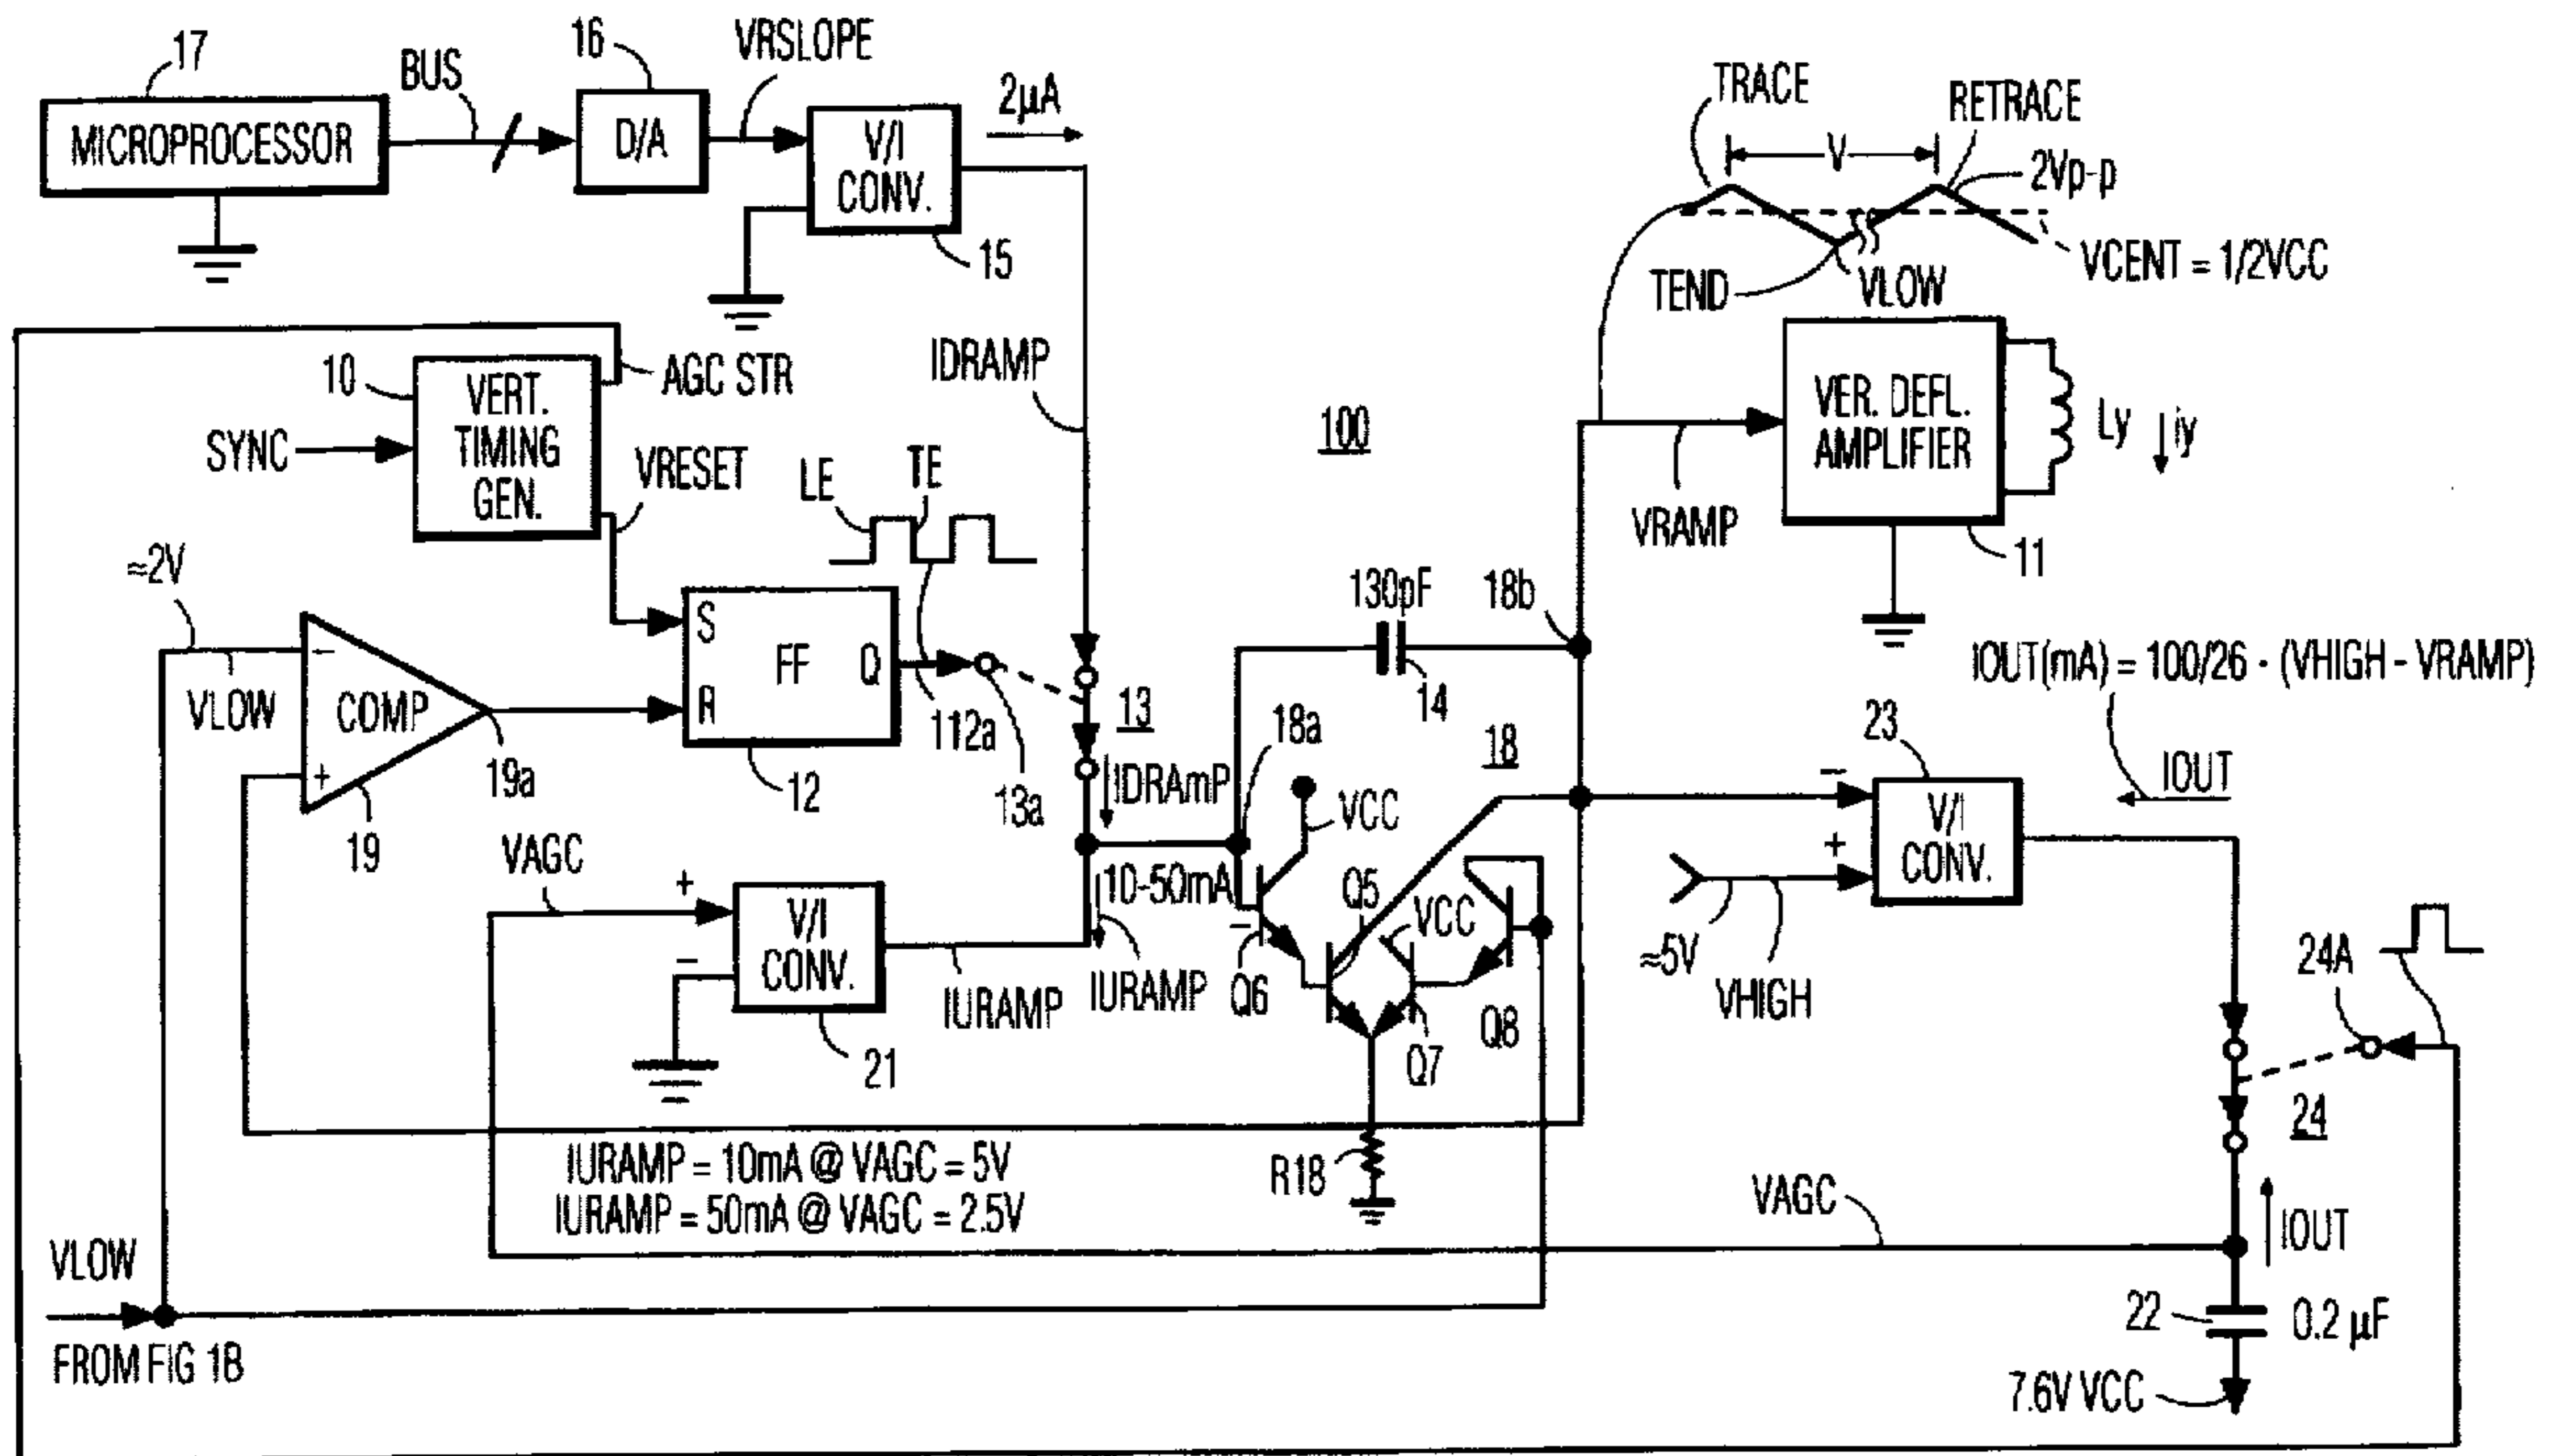 17
MICROPROCESSOR
BUS
16
D/A
VRSLOPE
V/I
CONV.
15
2μA
TRACE
RETRACE
V
2Vp-p
VCENT = 1/2VCC
TEND
VLOW
10
VERT.
TIMING
GEN.
AGC STR
SYNC
VRESET
IDRAMP
LE
TE
100
VER. DEFL.
AMPLIFIER
Ly
iy
VRAMP
11
≈2V
VLOW
−
+
COMP
19a
19
S
R
FF
Q
12
112a
13a
13
IDRAmP
130pF
14
18b
18a
18
IOUT(mA) = 100/26 · (VHIGH - VRAMP)
23
−
+
V/I
CONV.
IOUT
VAGC
+
−
V/I
CONV.
21
IURAMP
10-50mA
IURAMP
VCC
−
Q6
Q5
VCC
Q7
Q8
≈5V
VHIGH
24A
24
R18
IURAMP = 10mA @ VAGC = 5V
IURAMP = 50mA @ VAGC = 2.5V
VAGC
IOUT
VLOW
FROM FIG 1B
22
0.2 μF
7.6V VCC